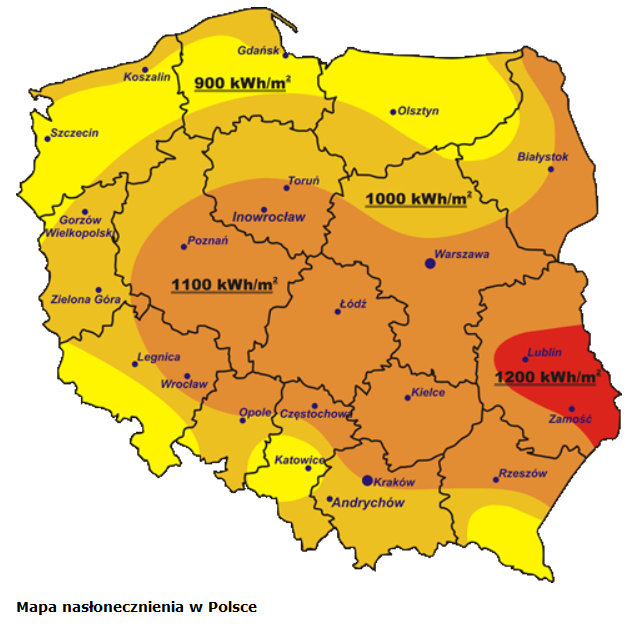 Gdańsk
Koszalin
900 kWh/m²
Olsztyn
Szczecin
Białystok
Toruń
1000 kWh/m²
Inowrocław
Gorzów
Wielkopolski
Poznań
Warszawa
1100 kWh/m²
Zielona Góra
Łódź
Legnica
Lublin
Wrocław
1200 kWh/m²
Kielce
Opole
Częstochowa
Zamość
Katowice
Rzeszów
Kraków
Andrychów
Mapa nasłonecznienia w Polsce